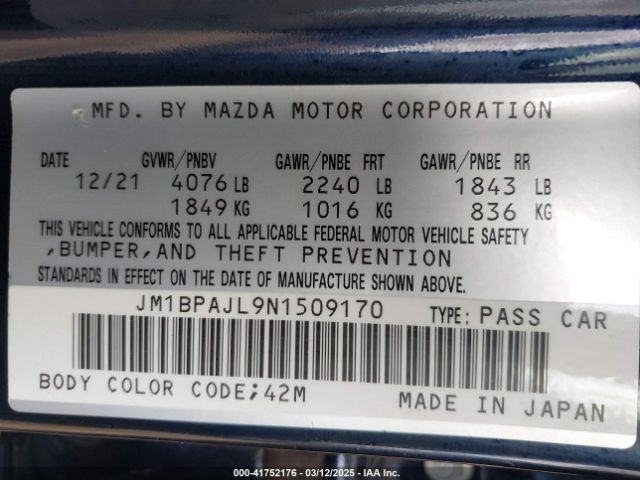 MFD. BY MAZDA MOTOR CORPORATION
DATE GVWR/PNBV GAWR/PNBE FRT GAWR/PNBE RR
12/21 4076 LB 2240 LB 1843 LB
1849 KG 1016 KG 836 KG
THIS VEHICLE CONFORMS TO ALL APPLICABLE FEDERAL MOTOR VEHICLE SAFETY
,BUMPER,AND THEFT PREVENTION
STANDARDS IN EFFECT ON THE DATE OF MANUFACTURE SHOWN ABOVE.
JM1BPAJL9N1509170 TYPE: PASS CAR
BODY COLOR CODE;42M MADE IN JAPAN
000-41752176 - 03/12/2025 - IAA Inc.